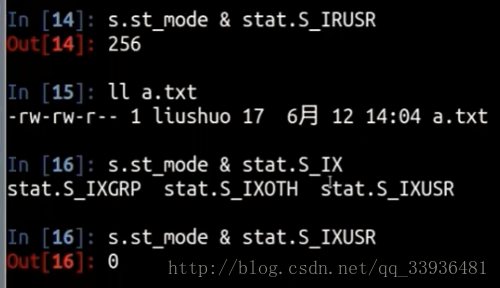 In [14]: s.st_mode & stat.S_IRUSR
Out[14]: 256
In [15]: ll a.txt
-rw-rw-r-- 1 liushuo 17  6月 12 14:04 a.txt
In [16]: s.st_mode & stat.S_IX
stat.S_IXGRP  stat.S_IXOTH  stat.S_IXUSR
In [16]: s.st_mode & stat.S_IXUSR
Out[16]: 0
http://blog.csdn.net/qq_33936481